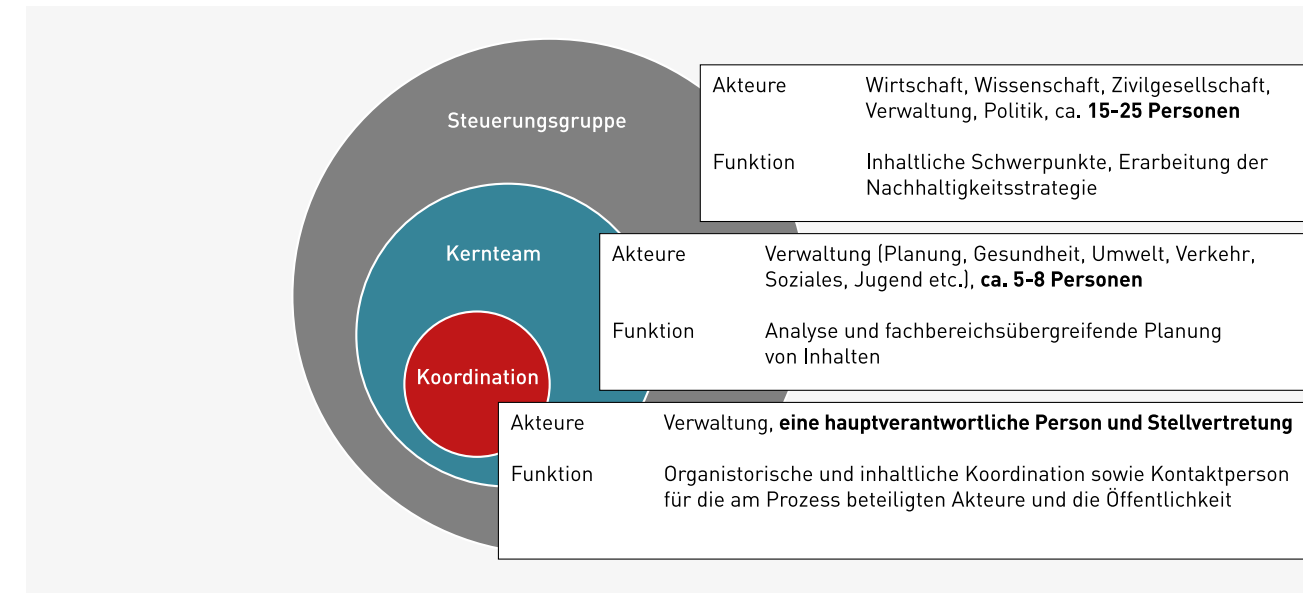 Steuerungsgruppe
Akteure Wirtschaft, Wissenschaft, Zivilgesellschaft,
Verwaltung, Politik, ca. 15-25 Personen
Funktion Inhaltliche Schwerpunkte, Erarbeitung der
Nachhaltigkeitsstrategie
Kernteam
Akteure Verwaltung (Planung, Gesundheit, Umwelt, Verkehr,
Soziales, Jugend etc.), ca. 5-8 Personen
Funktion Analyse und fachbereichsübergreifende Planung
von Inhalten
Koordination
Akteure Verwaltung, eine hauptverantwortliche Person und Stellvertretung
Funktion Organistorische und inhaltliche Koordination sowie Kontaktperson
für die am Prozess beteiligten Akteure und die Öffentlichkeit